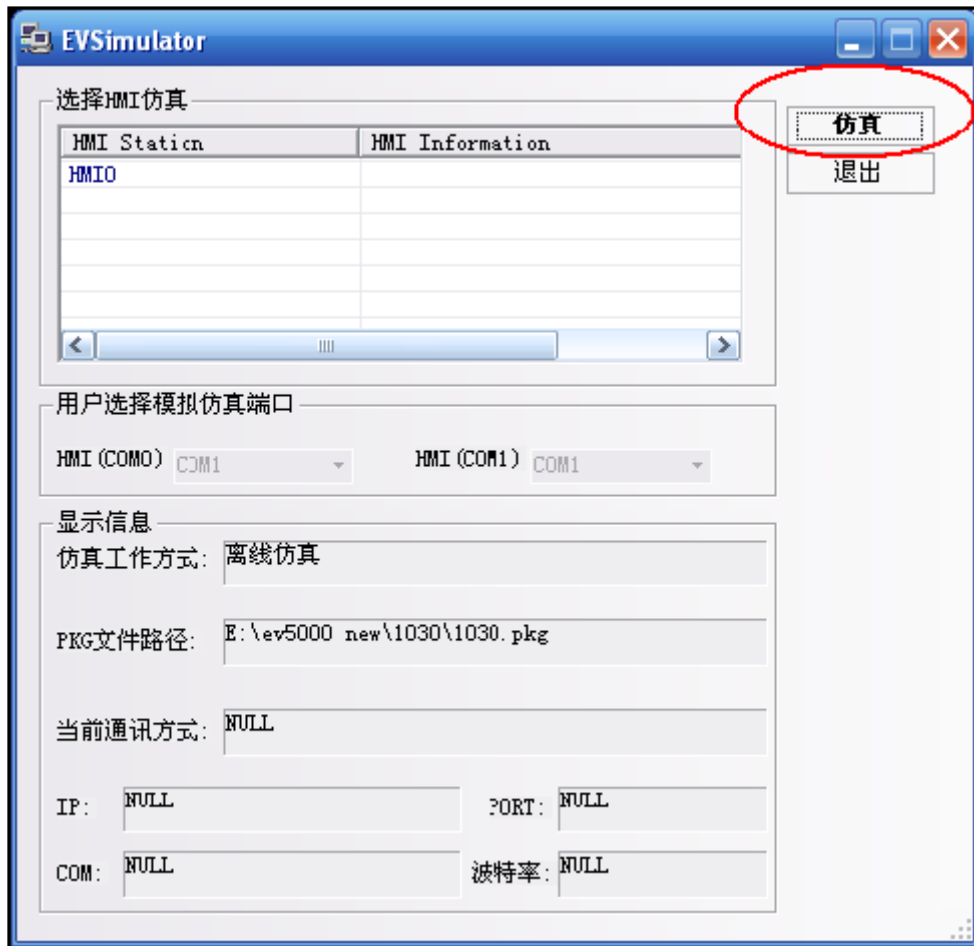 EVSimulator
选择HMI仿真
仿真
HMI Station HMI Information
退出
HMI0
用户选择模拟仿真端口
HMI(COM0) COM1 HMI(COM1) COM1
显示信息
仿真工作方式: 离线仿真
PKG文件路径: E:\ev5000 new\1030\1030.pkg
当前通讯方式: NULL
IP: NULL PORT: NULL
COM: NULL 波特率: NULL